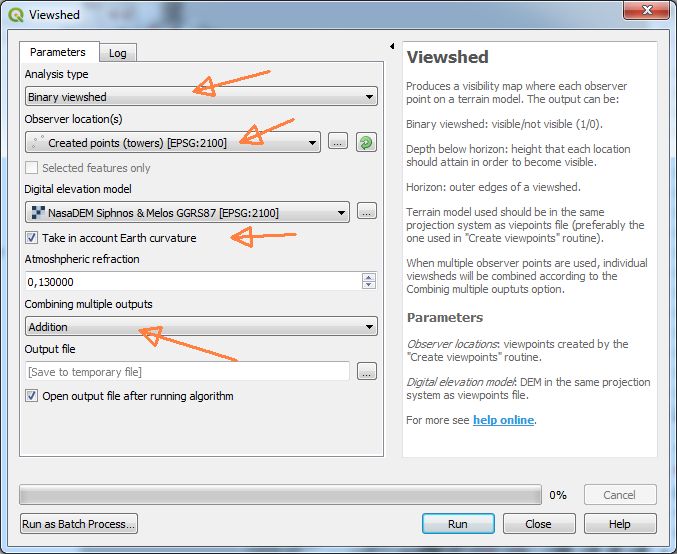 Viewshed
Parameters
Log
Analysis type
Binary viewshed
Observer location(s)
Created points (towers) [EPSG:2100]
...
Selected features only
Digital elevation model
NasaDEM Siphnos & Melos GGRS87 [EPSG:2100]
...
Take in account Earth curvature
Atmoshpheric refraction
0,130000
Combining multiple outputs
Addition
Output file
[Save to temporary file]
...
Open output file after running algorithm
Viewshed
Produces a visibility map where each observer
point on a terrain model. The output can be:
Binary viewshed: visible/not visible (1/0).
Depth below horizon: height that each location
should attain in order to become visible.
Horizon: outer edges of a viewshed.
Terrain model used should be in the same
projection system as viepoints file (preferably the
one used in "Create viewpoints" routine).
When multiple observer points are used, individual
viewsheds will be combined according to the
Combinig multiple ouptuts option.
Parameters
Observer locations: viewpoints created by the
"Create viewpoints" routine.
Digital elevation model: DEM in the same projection
system as viewpoints file.
For more see help online.
0%
Cancel
Run as Batch Process...
Run
Close
Help